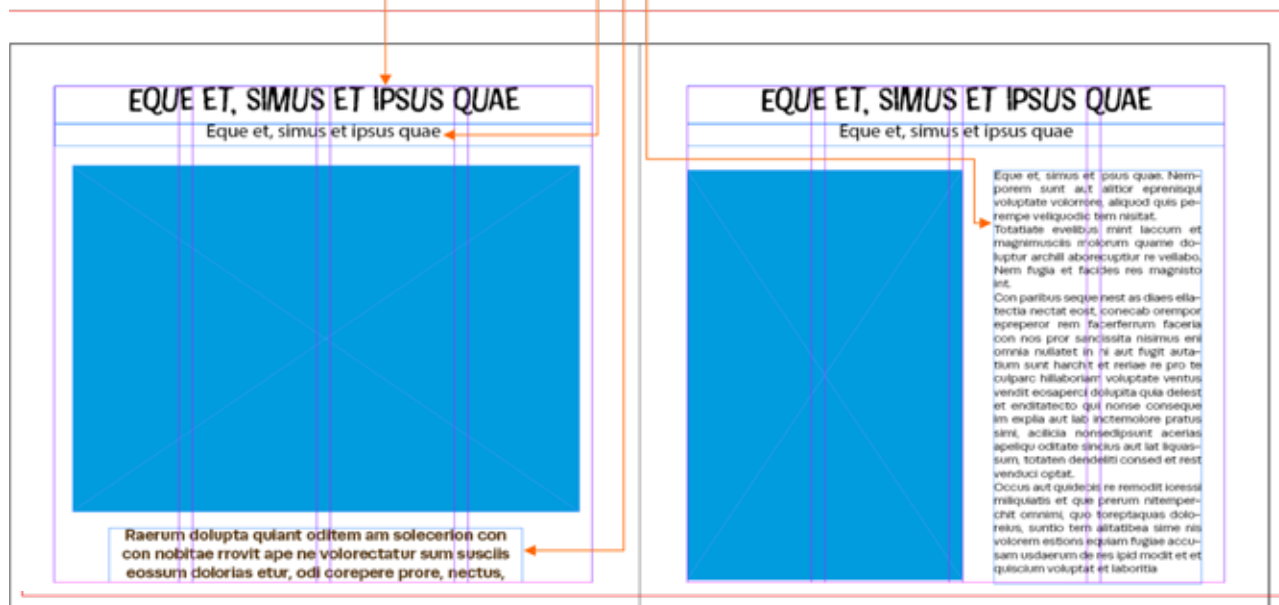 EQUE ET, SIMUS ET IPSUS QUAE
Eque et, simus et ipsus quae
Raerum dolupta quiant oditem am solecerion con
con nobitae rrovit ape ne volorectatur sum susciis
eossum dolorias etur, odi corepere prore, nectus,
EQUE ET, SIMUS ET IPSUS QUAE
Eque et, simus et ipsus quae
Eque et, simus et ipsus quae. Nem-
porem sunt aut alitior eprenisqui
voluptate volorrore, aliquod quis pe-
rempe veliquodic tem nisitat.
Totatiate evelibus mint laccum et
magnimusciis molorum quame do-
luptur archill aborecuptiur re vellabo.
Nem fugia et facides res magnisto
int.
Con paribus seque nest as diaes ella-
tectia nectat eost, conecab orempor
epreperor rem facerferrum faceria
con nos pror sandissita nisimus eni
omnia nullatet in hi aut fugit auta-
tium sunt harchit et reriae re pro te
culparc hillaboriam voluptate ventus
vendit eosaperci dolupita quia delest
et enditatecto qui nonse conseque
im explia aut lab inctemolore pratus
simi, acilicia nonsedipsunt acerias
apeliqu oditate sincius aut lat liquas-
sum, totaten dendeliti consed et rest
venduci optat.
Occus aut quidebis re remodit ioressi
miliquiatis et que prerum nitemper-
chit omnimi, quo toreptaquas dolo-
reius, suntio tem alitatibea sime nis
volorem estions equiam fugiae accu-
sam usdaerum de res ipid modit et et
quiscium voluptat et laboritia